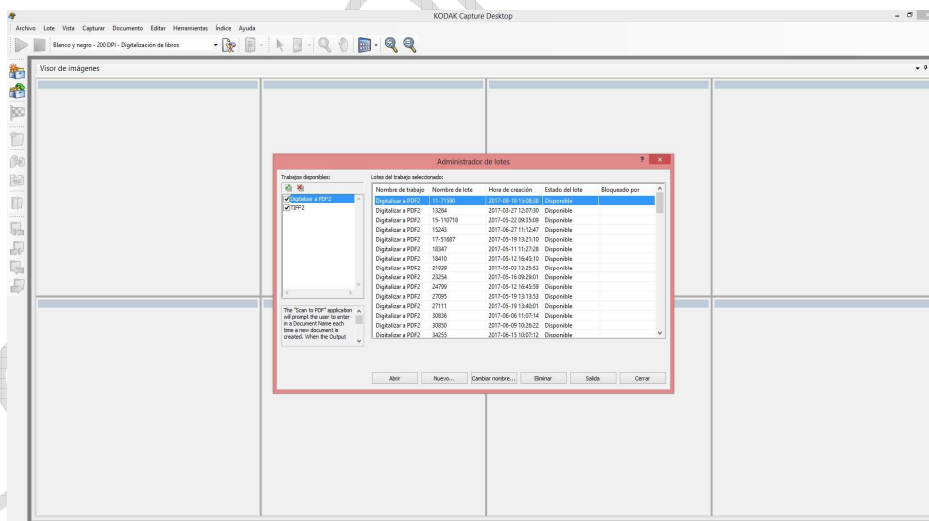 KODAK Capture Desktop
Archivo Lote Vista Capturar Documento Editar Herramientas Índice Ayuda
Blanco y negro - 200 DPI - Digitalización de libros
Visor de imágenes
Administrador de lotes
Trabajos disponibles:
Digitalizar a PDF2
TIFF2
The "Scan to PDF" application
will prompt the user to enter
in a Document Name each
time a new document is
created. When the Output
Lotes del trabajo seleccionado:
Nombre de trabajo Nombre de lote Hora de creación Estado del lote Bloqueado por
Digitalizar a PDF2 11-71590 2017-09-18 15:08:58 Disponible
Digitalizar a PDF2 13264 2017-03-27 12:07:30 Disponible
Digitalizar a PDF2 15-110718 2017-05-22 09:35:09 Disponible
Digitalizar a PDF2 15243 2017-06-27 11:12:47 Disponible
Digitalizar a PDF2 17-51687 2017-05-19 13:21:10 Disponible
Digitalizar a PDF2 18347 2017-05-11 11:27:28 Disponible
Digitalizar a PDF2 18410 2017-05-12 16:45:10 Disponible
Digitalizar a PDF2 21939 2017-05-03 13:25:52 Disponible
Digitalizar a PDF2 23254 2017-05-16 09:28:01 Disponible
Digitalizar a PDF2 24799 2017-05-12 16:45:59 Disponible
Digitalizar a PDF2 27095 2017-05-19 13:13:53 Disponible
Digitalizar a PDF2 27111 2017-05-19 13:40:01 Disponible
Digitalizar a PDF2 30836 2017-06-06 11:07:14 Disponible
Digitalizar a PDF2 30850 2017-06-09 10:26:22 Disponible
Digitalizar a PDF2 34255 2017-06-15 10:07:12 Disponible
Abrir Nuevo... Cambiar nombre... Eliminar Salida Cerrar